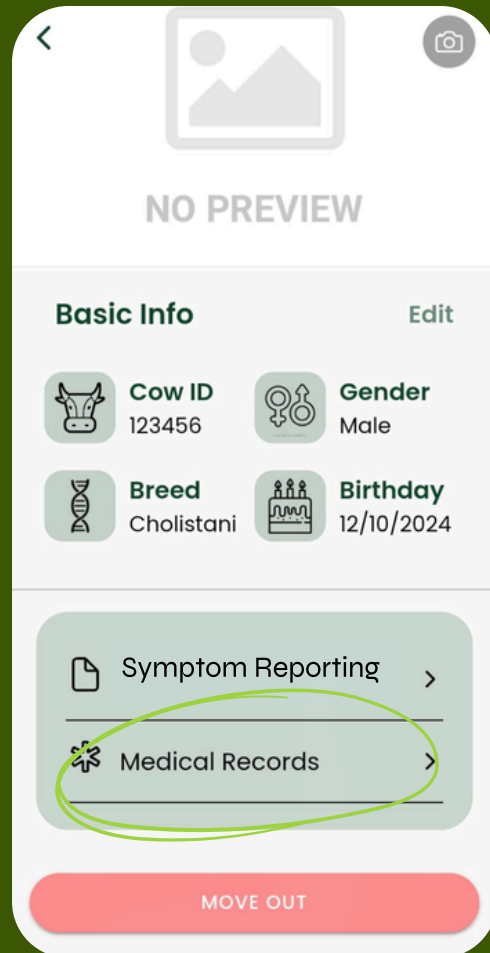 NO PREVIEW
Basic Info Edit
Cow ID Gender
123456 Male
Breed Birthday
Cholistani 12/10/2024
Symptom Reporting
Medical Records
MOVE OUT